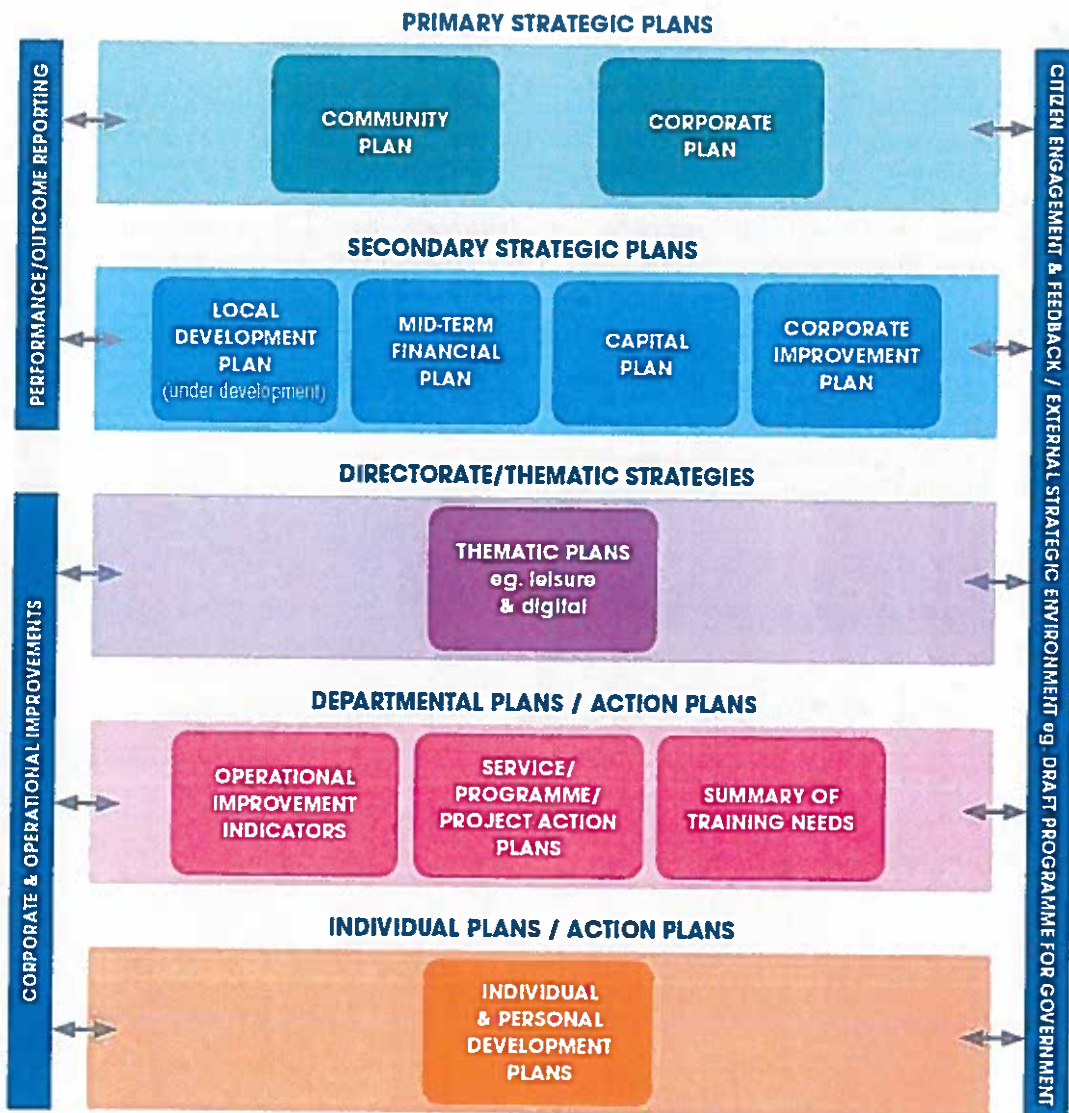 PRIMARY STRATEGIC PLANS
COMMUNITY
PLAN
CORPORATE
PLAN
SECONDARY STRATEGIC PLANS
LOCAL
DEVELOPMENT
PLAN
(under development)
MID-TERM
FINANCIAL
PLAN
CAPITAL
PLAN
CORPORATE
IMPROVEMENT
PLAN
DIRECTORATE/THEMATIC STRATEGIES
THEMATIC PLANS
eg. leisure
& digital
DEPARTMENTAL PLANS / ACTION PLANS
OPERATIONAL
IMPROVEMENT
INDICATORS
SERVICE/
PROGRAMME/
PROJECT ACTION
PLANS
SUMMARY OF
TRAINING NEEDS
INDIVIDUAL PLANS / ACTION PLANS
INDIVIDUAL
& PERSONAL
DEVELOPMENT
PLANS
PERFORMANCE/OUTCOME REPORTING
CORPORATE & OPERATIONAL IMPROVEMENTS
CITIZEN ENGAGEMENT & FEEDBACK / EXTERNAL STRATEGIC ENVIRONMENT eg. DRAFT PROGRAMME FOR GOVERNMENT